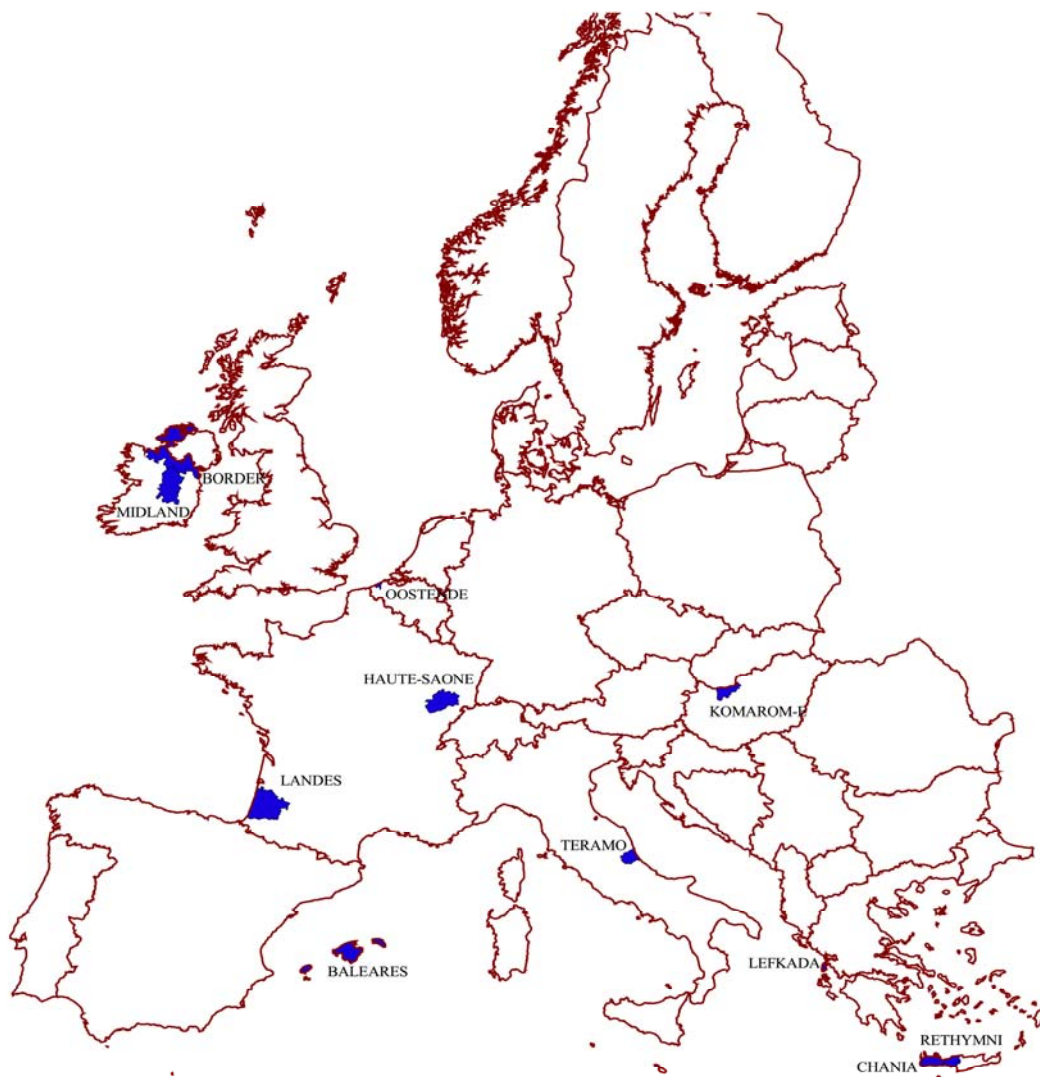 BORDER
MIDLAND
OOSTENDE
HAUTE-SAONE
KOMAROM-E
LANDES
TERAMO
LEFKADA
BALEARES
RETHYMNI
CHANIA